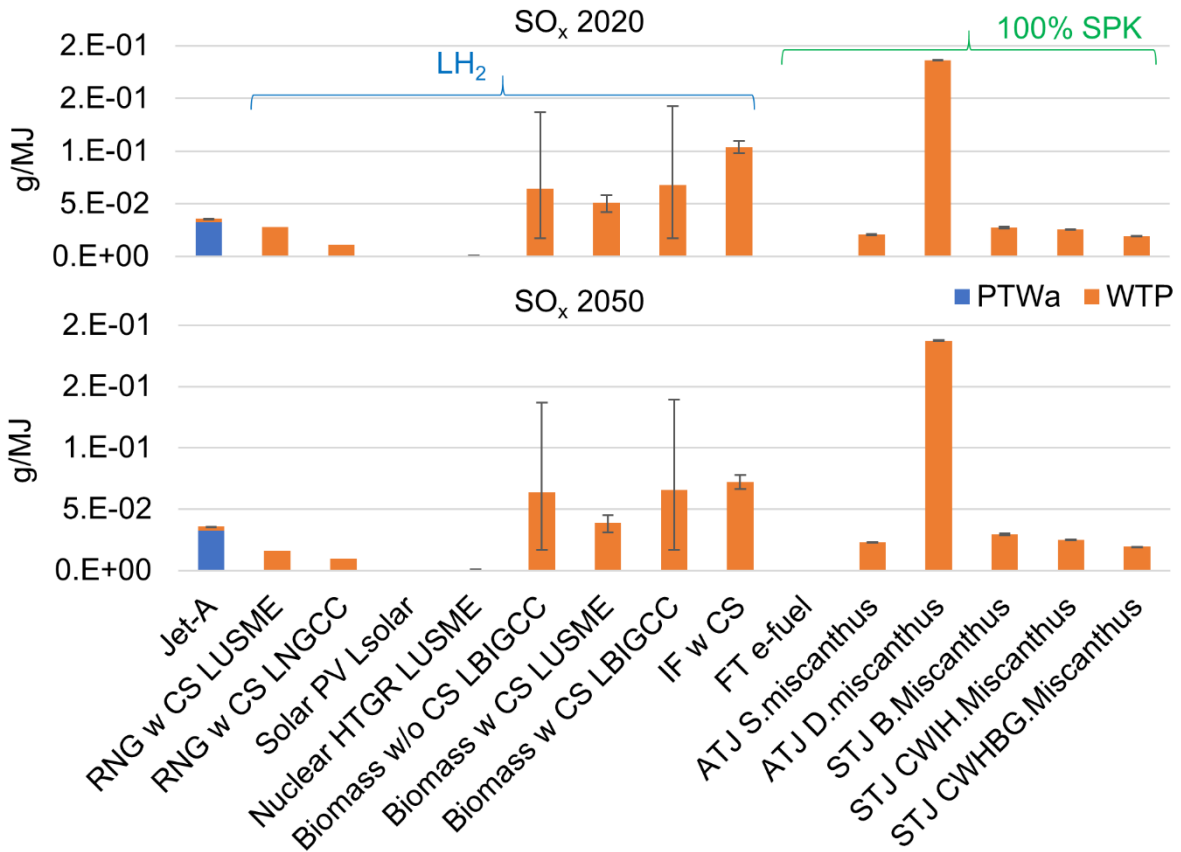 SOx 2020
100% SPK
LH2
g/MJ
2.E-01
2.E-01
1.E-01
5.E-02
0.E+00
SOx 2050
PTWa
WTP
g/MJ
2.E-01
2.E-01
1.E-01
5.E-02
0.E+00
Jet-A
RNG w CS LUSME
RNG w CS LNGCC
Solar PV Lsolar
Nuclear HTGR LUSME
Biomass w/o CS LBIGCC
Biomass w CS LUSME
Biomass w CS LBIGCC
IF w CS
FT e-fuel
ATJ S.miscanthus
ATJ D.miscanthus
STJ B.Miscanthus
STJ CWIH.Miscanthus
STJ CWHBG.Miscanthus